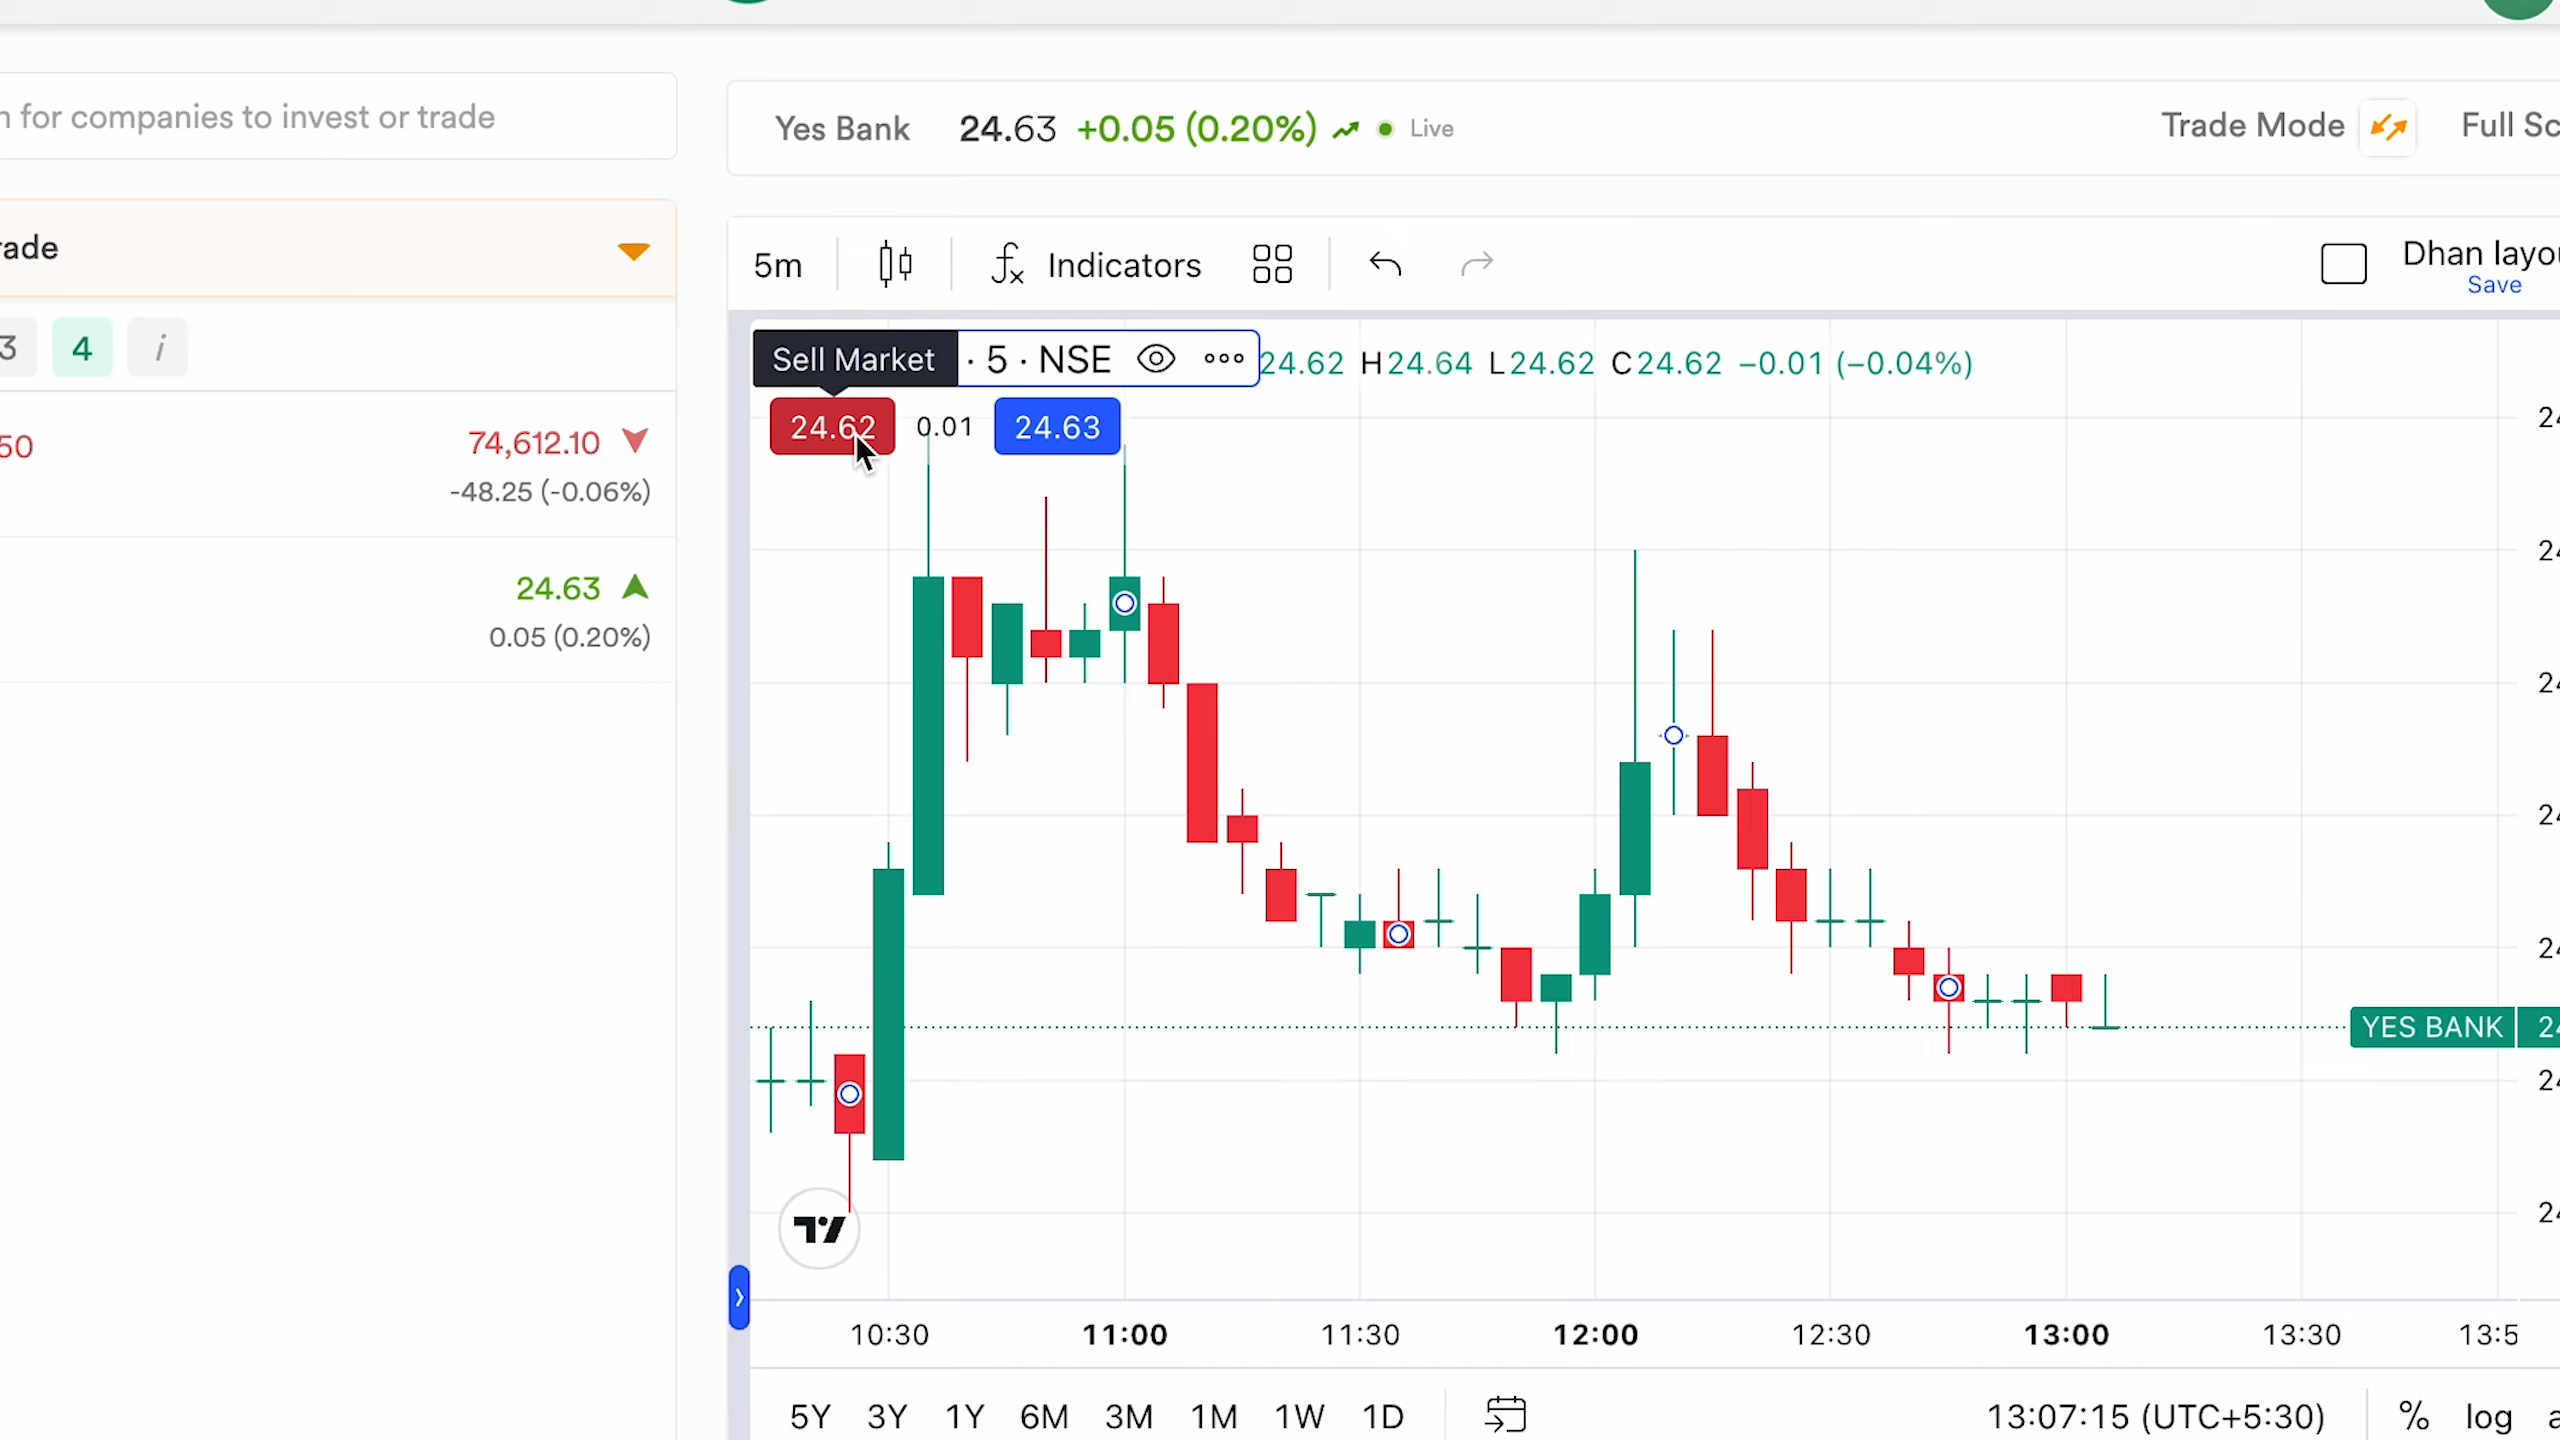 for companies to invest or trade
Yes Bank 24.63 +0.05 (0.20%) Live
Trade Mode Full Sc
rade
5m Indicators
Dhan layou
Save
3 4 i
Sell Market · 5 · NSE 24.62 H24.64 L24.62 C24.62 −0.01 (−0.04%)
24.62 0.01 24.63
50 74,612.10
-48.25 (-0.06%)
24.63
0.05 (0.20%)
YES BANK 24
10:30 11:00 11:30 12:00 12:30 13:00 13:30 13:5
5Y 3Y 1Y 6M 3M 1M 1W 1D 13:07:15 (UTC+5:30) % log